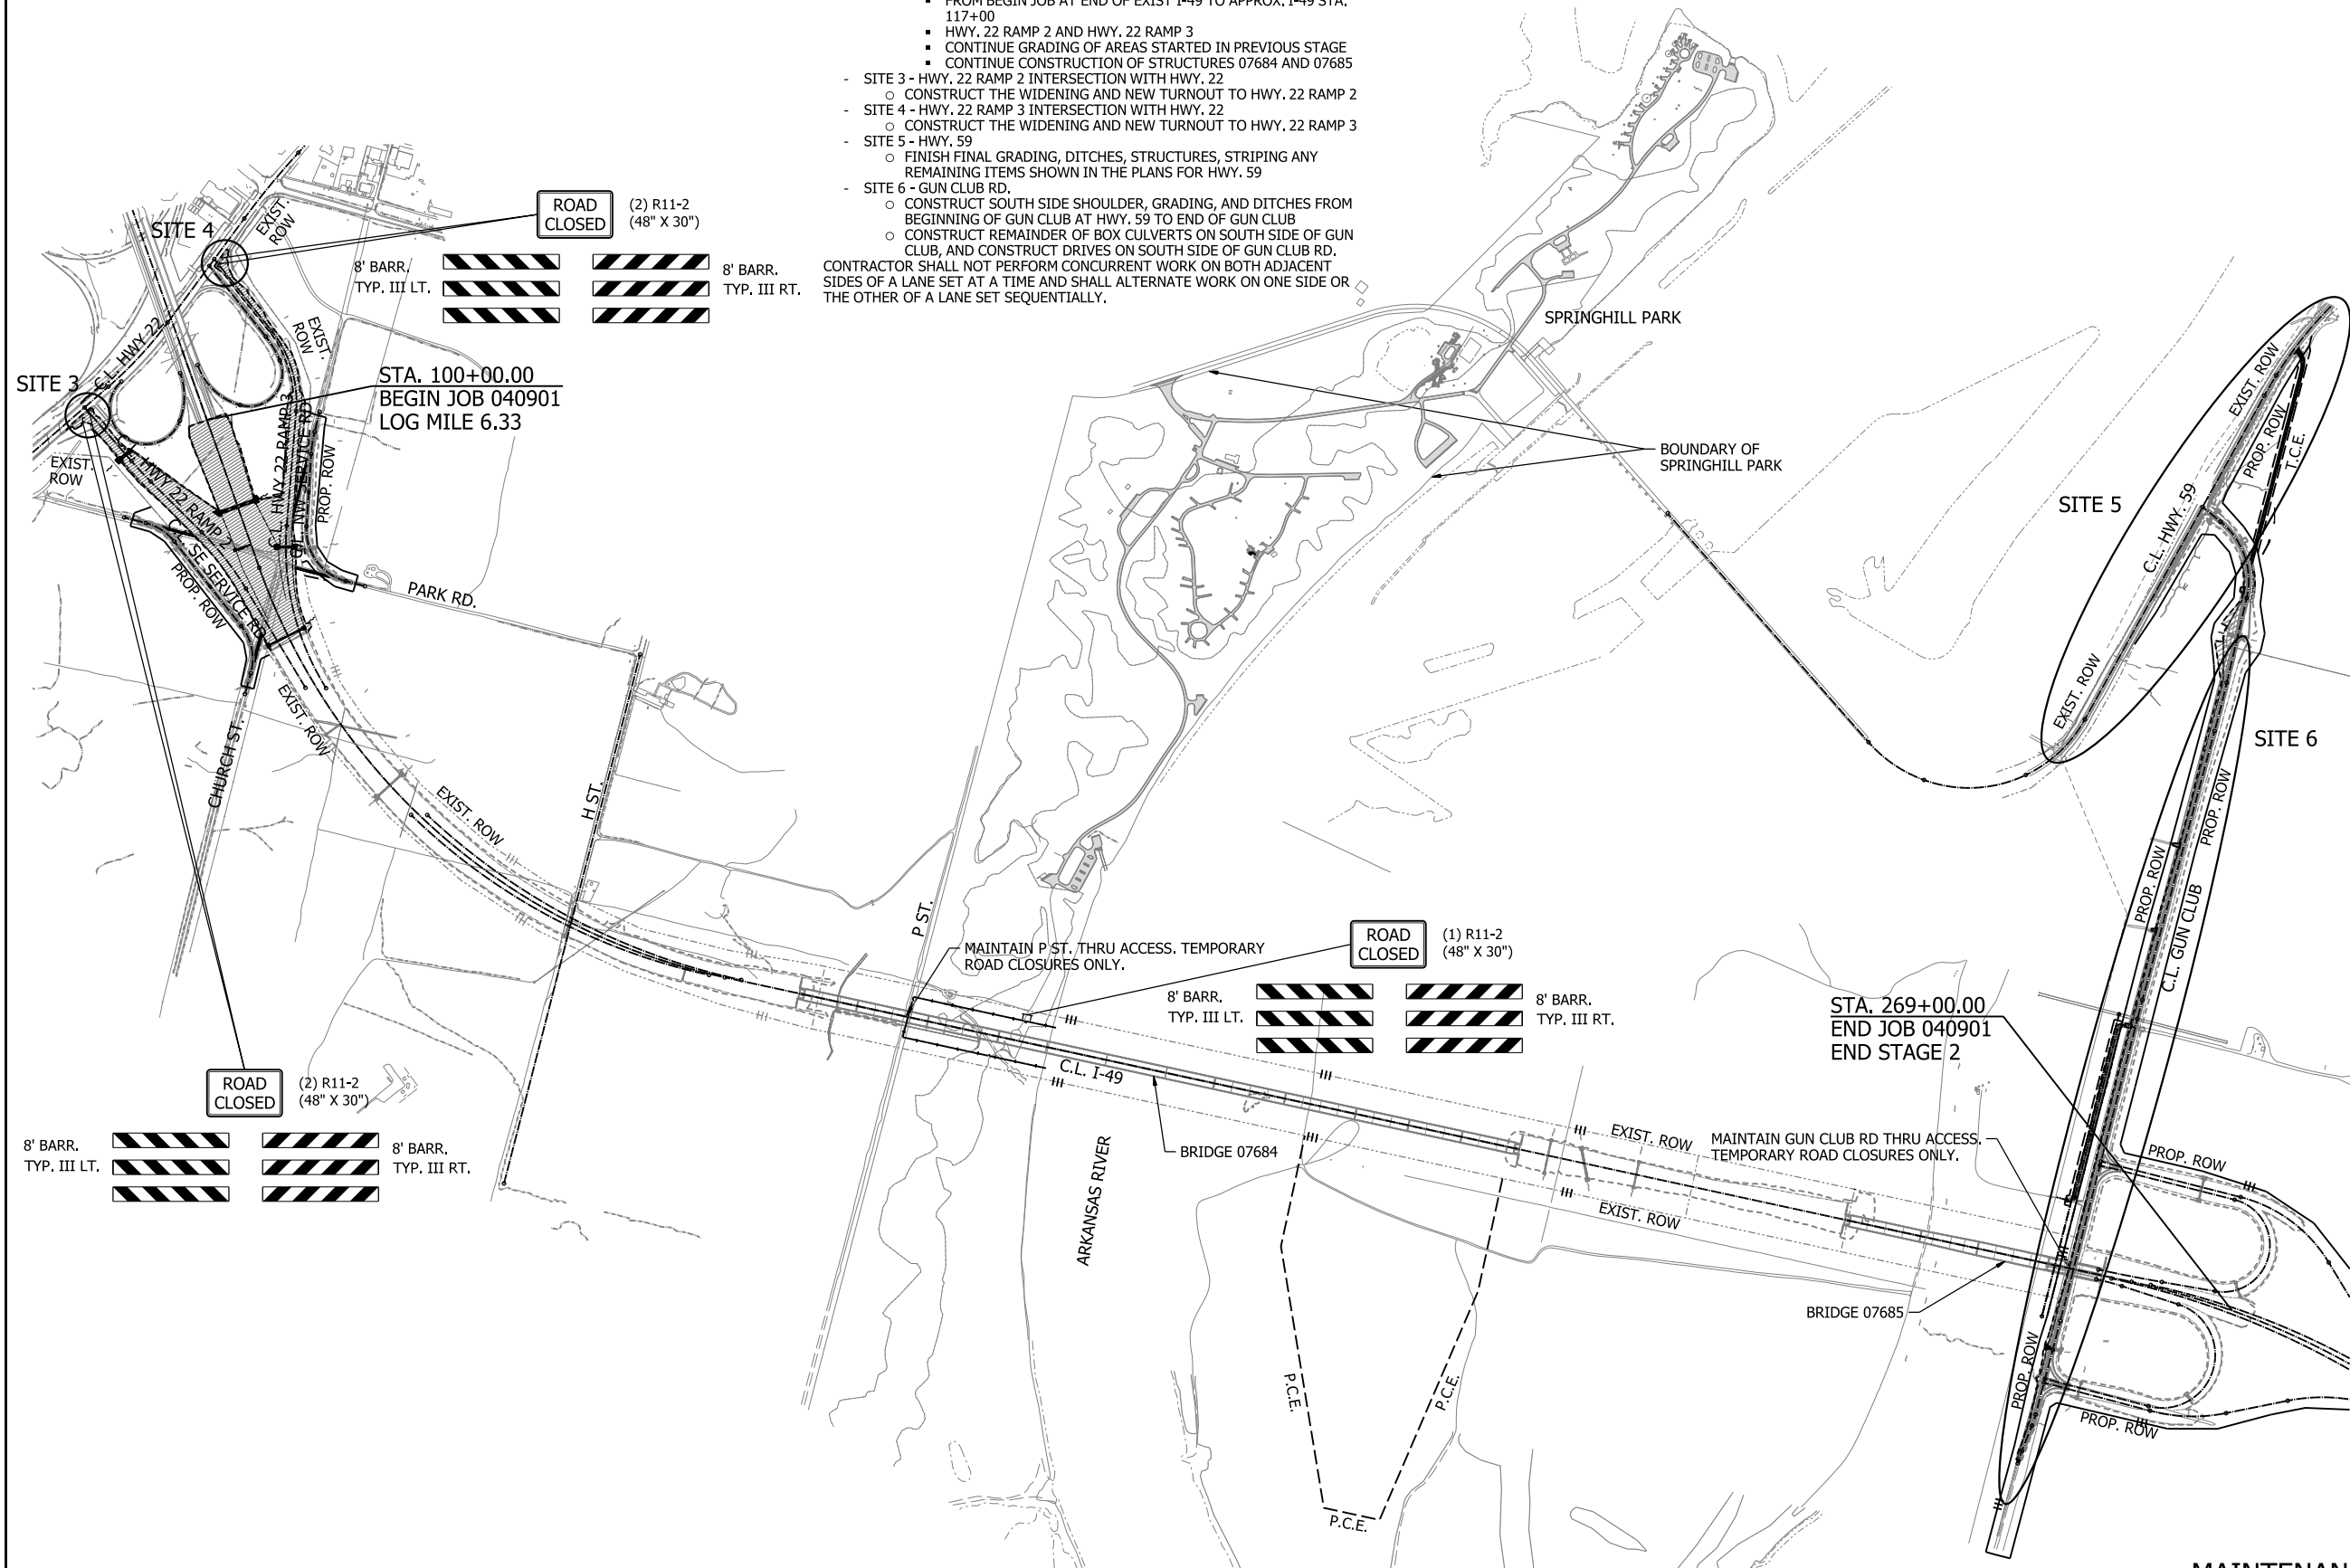 ▪ FROM BEGIN JOB AT END OF EXIST I-49 TO APPROX. I-49 STA.
117+00
▪ HWY. 22 RAMP 2 AND HWY. 22 RAMP 3
▪ CONTINUE GRADING OF AREAS STARTED IN PREVIOUS STAGE
▪ CONTINUE CONSTRUCTION OF STRUCTURES 07684 AND 07685
- SITE 3 - HWY. 22 RAMP 2 INTERSECTION WITH HWY. 22
○ CONSTRUCT THE WIDENING AND NEW TURNOUT TO HWY. 22 RAMP 2
- SITE 4 - HWY. 22 RAMP 3 INTERSECTION WITH HWY. 22
○ CONSTRUCT THE WIDENING AND NEW TURNOUT TO HWY. 22 RAMP 3
- SITE 5 - HWY. 59
○ FINISH FINAL GRADING, DITCHES, STRUCTURES, STRIPING ANY
REMAINING ITEMS SHOWN IN THE PLANS FOR HWY. 59
- SITE 6 - GUN CLUB RD.
○ CONSTRUCT SOUTH SIDE SHOULDER, GRADING, AND DITCHES FROM
BEGINNING OF GUN CLUB AT HWY. 59 TO END OF GUN CLUB
○ CONSTRUCT REMAINDER OF BOX CULVERTS ON SOUTH SIDE OF GUN
CLUB, AND CONSTRUCT DRIVES ON SOUTH SIDE OF GUN CLUB RD.
CONTRACTOR SHALL NOT PERFORM CONCURRENT WORK ON BOTH ADJACENT
SIDES OF A LANE SET AT A TIME AND SHALL ALTERNATE WORK ON ONE SIDE OR
THE OTHER OF A LANE SET SEQUENTIALLY.
SITE 4
EXIST.
ROW
ROAD
CLOSED
(2) R11-2
(48" X 30")
8' BARR.
TYP. III LT.
8' BARR.
TYP. III RT.
EXIST.
ROW
C.L. HWY 22
SITE 3
STA. 100+00.00
BEGIN JOB 040901
LOG MILE 6.33
EXIST.
ROW
C.L. HWY 22 RAMP 2
C.L. HWY 22 RAMP 3
C.L. NW SERVICE RD
PROP. ROW
C.L. SE SERVICE RD
PROP. ROW
PARK RD.
EXIST. ROW
CHURCH ST.
EXIST. ROW
H ST.
P ST.
SPRINGHILL PARK
BOUNDARY OF
SPRINGHILL PARK
SITE 5
EXIST. ROW
PROP. ROW
T.C.E.
C.L. HWY. 59
EXIST. ROW
SITE 6
PROP. ROW
PROP. ROW
C.L. GUN CLUB
MAINTAIN P ST. THRU ACCESS. TEMPORARY
ROAD CLOSURES ONLY.
ROAD
CLOSED
(1) R11-2
(48" X 30")
8' BARR.
TYP. III LT.
8' BARR.
TYP. III RT.
STA. 269+00.00
END JOB 040901
END STAGE 2
ROAD
CLOSED
(2) R11-2
(48" X 30")
8' BARR.
TYP. III LT.
8' BARR.
TYP. III RT.
C.L. I-49
BRIDGE 07684
ARKANSAS RIVER
EXIST. ROW
EXIST. ROW
MAINTAIN GUN CLUB RD THRU ACCESS.
TEMPORARY ROAD CLOSURES ONLY.
PROP. ROW
BRIDGE 07685
PROP. ROW
PROP. ROW
P.C.E.
P.C.E.
P.C.E.